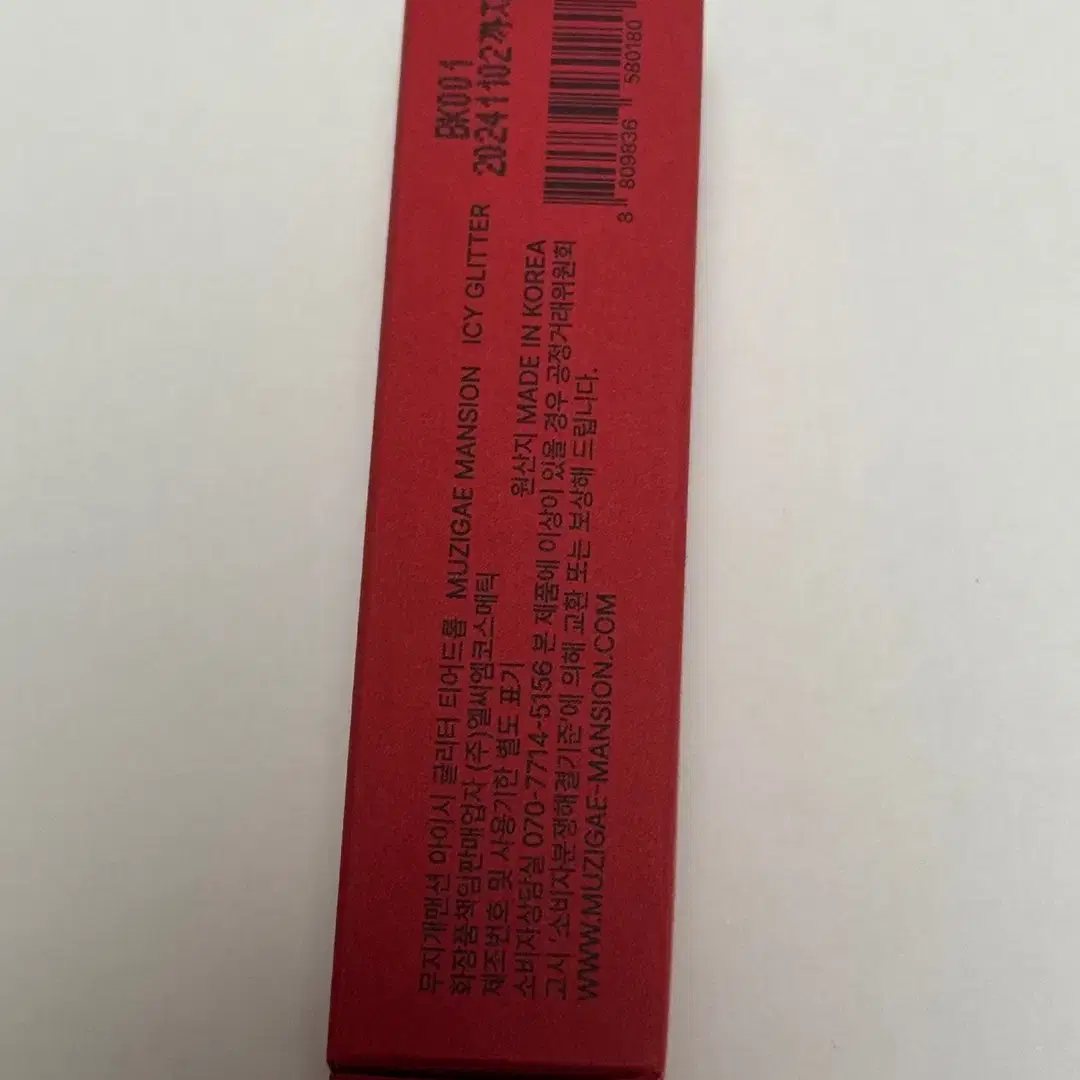 무지개맨션 아이시 글리터 티어드롭 MUZIGAE MANSION ICY GLITTER
화장품책임판매업자 (주)엘씨엠코스메틱
제조번호 및 사용기한 별도 표기 원산지 MADE IN KOREA
소비자상담실 070-7714-5156 본 제품에 이상이 있을 경우 공정거래위원회
고시 '소비자분쟁해결기준'에 의해 교환 또는 보상해 드립니다.
WWW.MUZIGAE-MANSION.COM
BK001
20241102까지
8 809836 580180